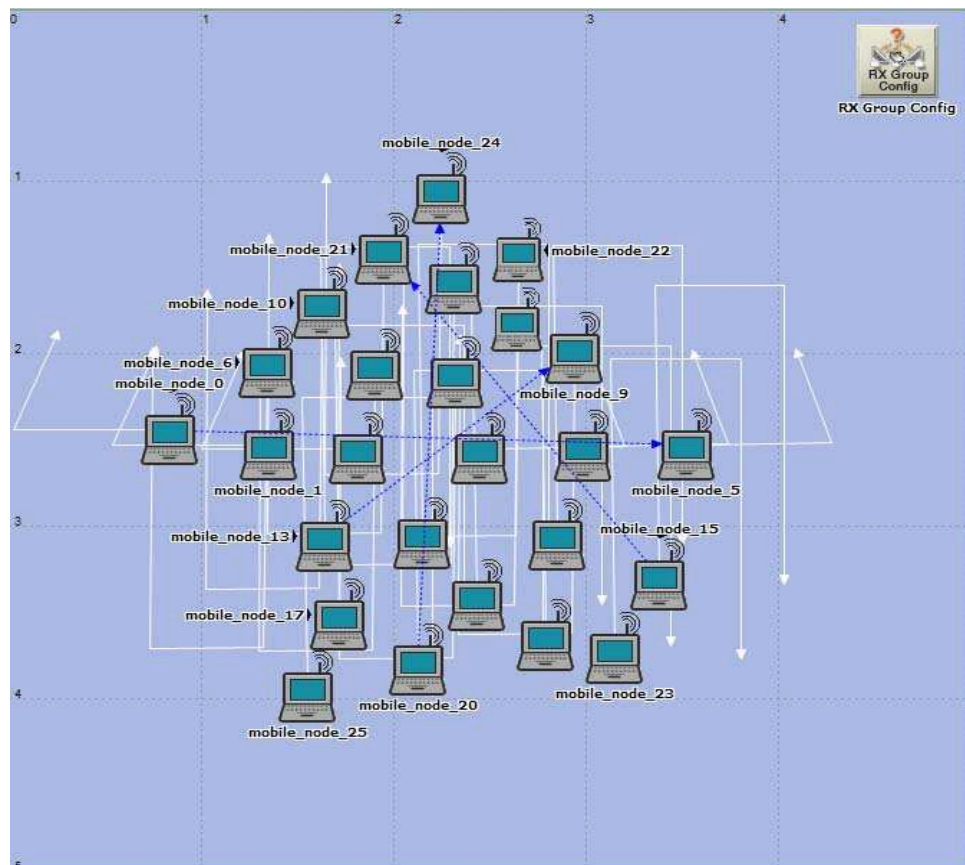 0
1
2
3
4
?
RX Group
Config
RX Group Config
mobile_node_24
1
mobile_node_21
mobile_node_22
mobile_node_10
2
mobile_node_6
mobile_node_0
mobile_node_9
mobile_node_1
mobile_node_5
3
mobile_node_15
mobile_node_13
mobile_node_17
4
mobile_node_23
mobile_node_20
mobile_node_25
5